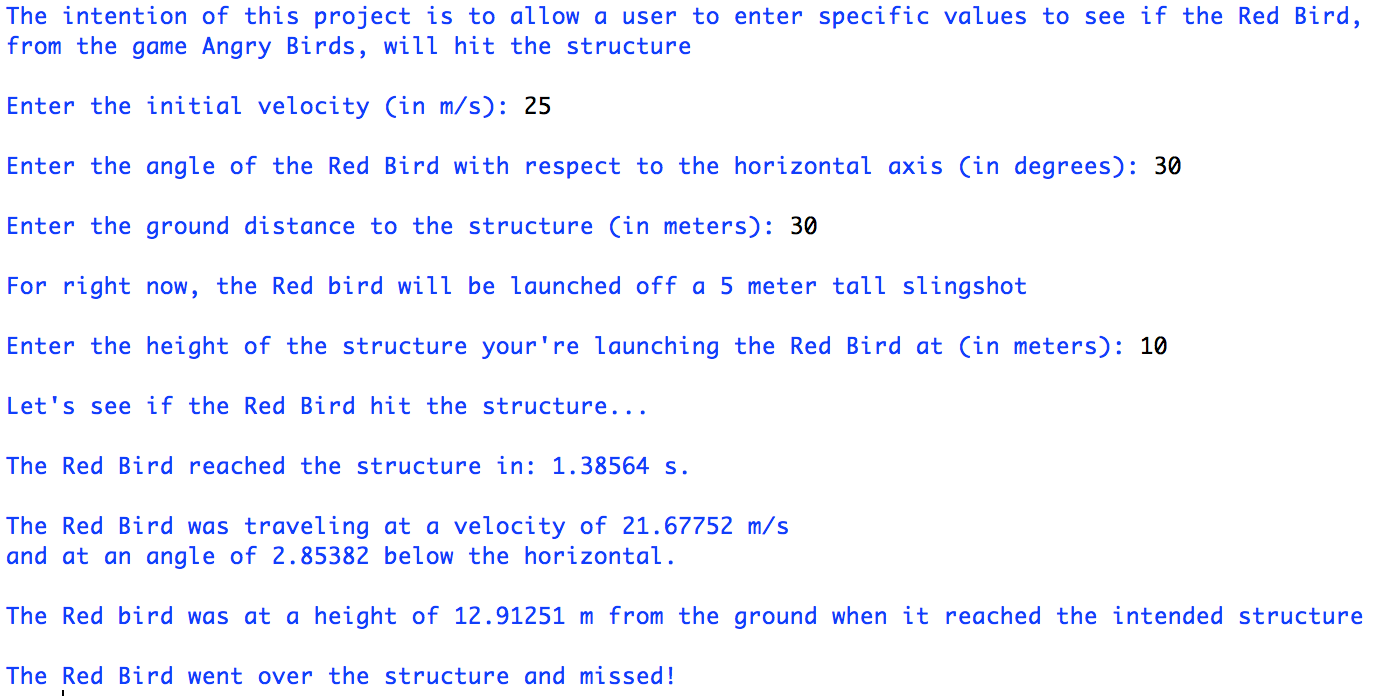 The intention of this project is to allow a user to enter specific values to see if the Red Bird,
from the game Angry Birds, will hit the structure
Enter the initial velocity (in m/s): 25
Enter the angle of the Red Bird with respect to the horizontal axis (in degrees): 30
Enter the ground distance to the structure (in meters): 30
For right now, the Red bird will be launched off a 5 meter tall slingshot
Enter the height of the structure your're launching the Red Bird at (in meters): 10
Let's see if the Red Bird hit the structure...
The Red Bird reached the structure in: 1.38564 s.
The Red Bird was traveling at a velocity of 21.67752 m/s
and at an angle of 2.85382 below the horizontal.
The Red bird was at a height of 12.91251 m from the ground when it reached the intended structure
The Red Bird went over the structure and missed!